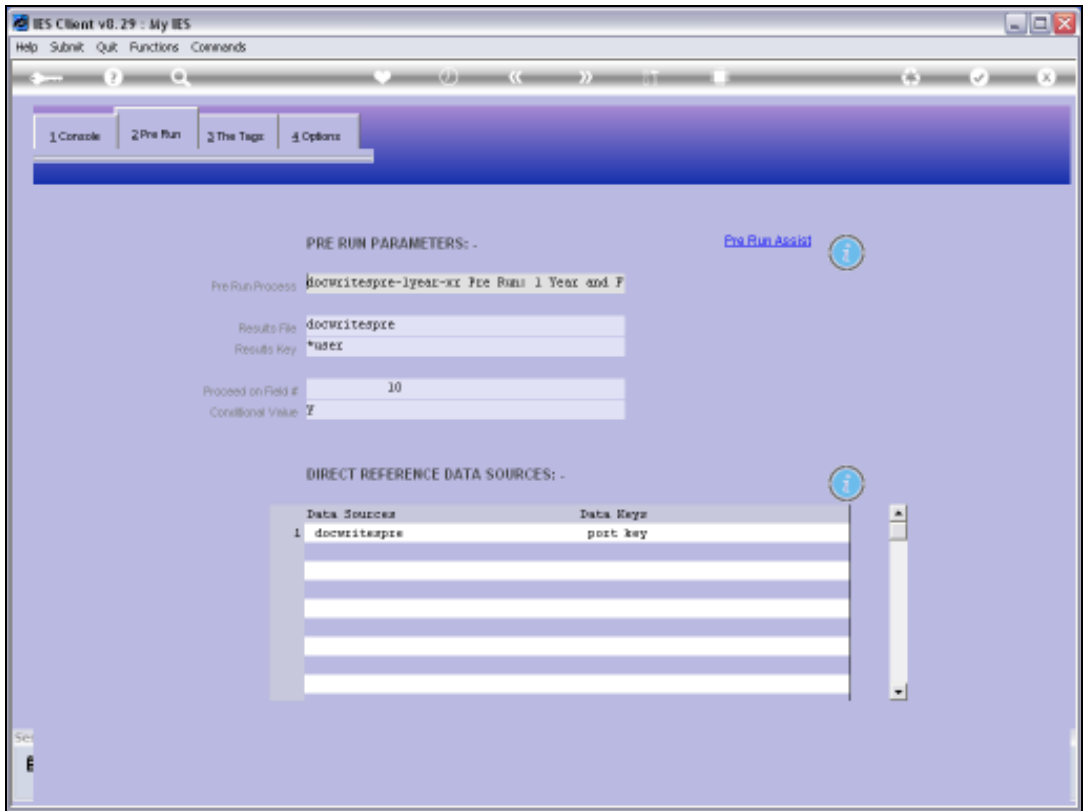 IES Client v8.29 : My IES
Help Submit Quit Functions Commands
1 Console 2 Pre Run 3 The Tags 4 Options
PRE RUN PARAMETERS: -
Pre Run Assist
Pre Run Process docwritespre-1year-xr Pre Run: 1 Year and F
Results File docwritespre
Results Key *user
Proceed on Field # 10
Conditional Value Y
DIRECT REFERENCE DATA SOURCES: -
Data Sources Data Keys
1 docwritespre port key
Ses